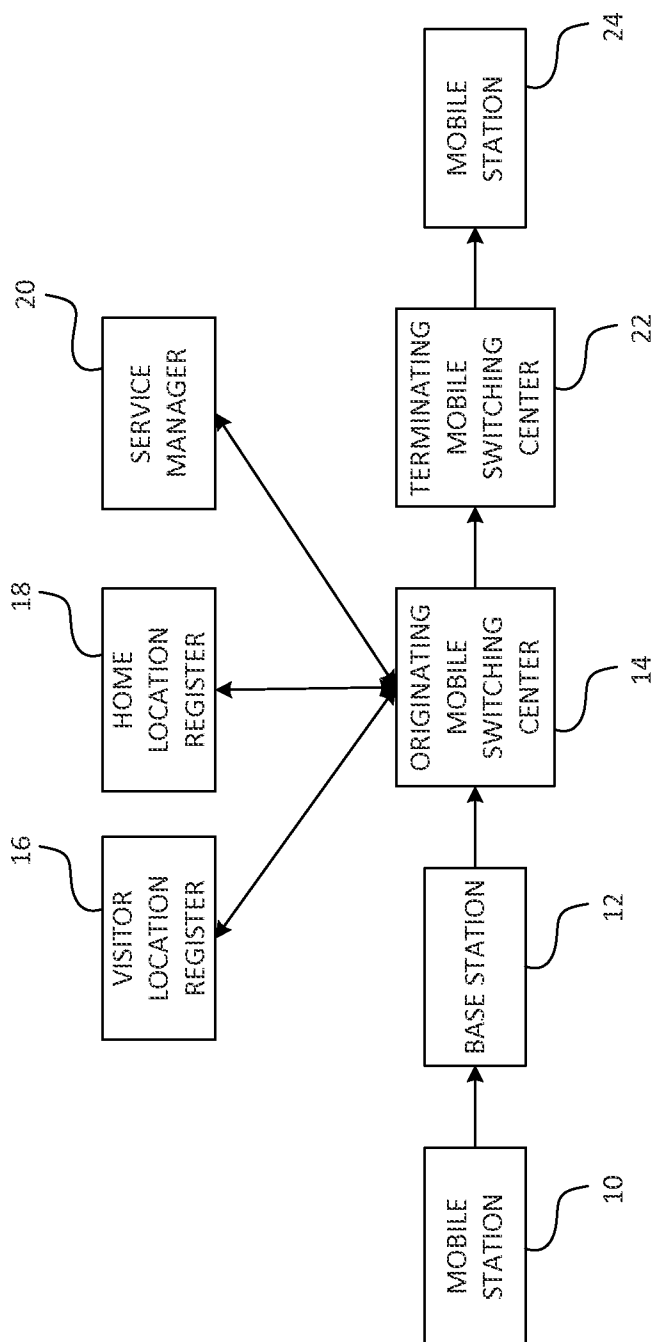 16
18
20
VISITOR
LOCATION
REGISTER
HOME
LOCATION
REGISTER
SERVICE
MANAGER
MOBILE
STATION
BASE STATION
ORIGINATING
MOBILE
SWITCHING
CENTER
TERMINATING
MOBILE
SWITCHING
CENTER
MOBILE
STATION
10
12
14
22
24